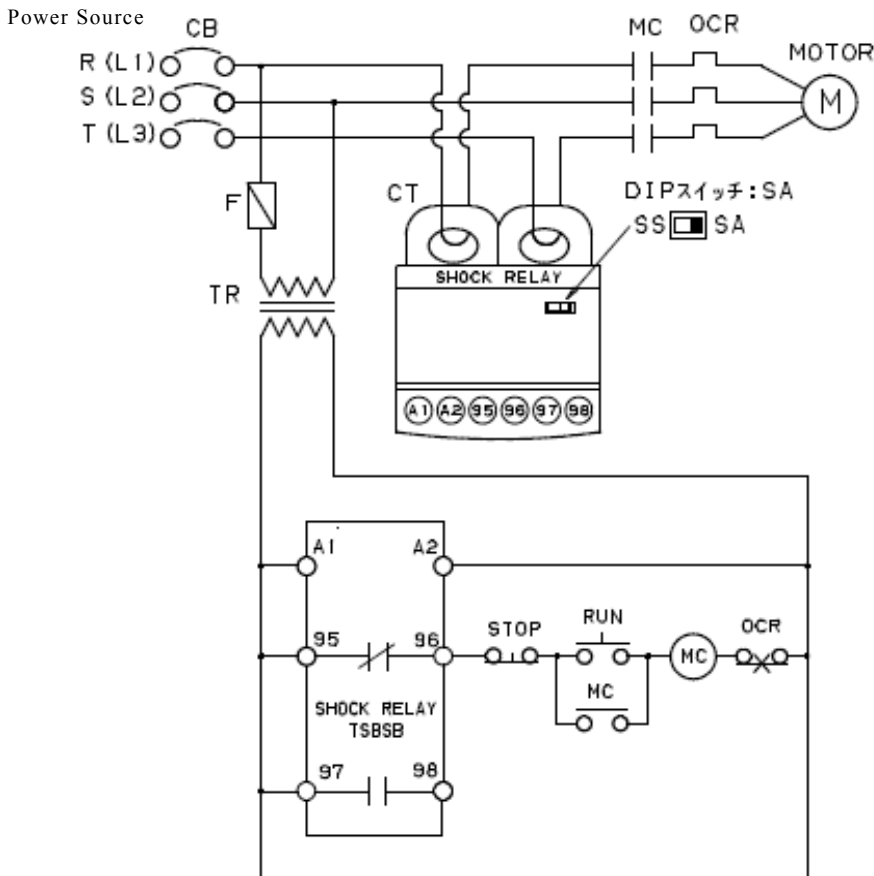 Power Source
CB
MC
OCR
R (L1)
MOTOR
S (L2)
M
T (L3)
CT
DIPスイッチ:SA
F
SS
SA
SHOCK RELAY
TR
A1 A2 95 96 97 98
A1
A2
95
96
STOP
RUN
OCR
MC
MC
SHOCK RELAY
TSBSB
97
98